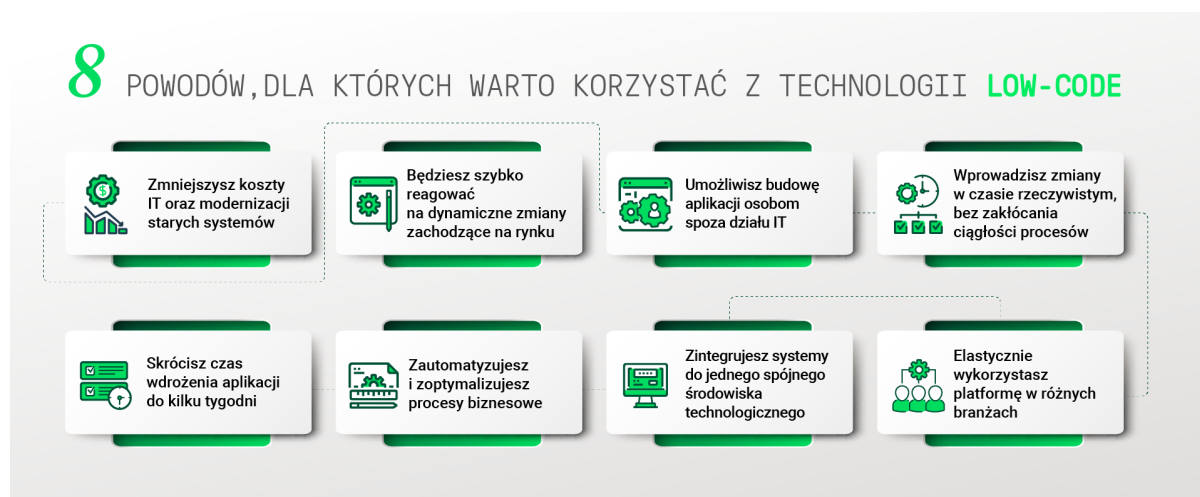 8 POWODÓW,DLA KTÓRYCH WARTO KORZYSTAĆ Z TECHNOLOGII LOW-CODE
Zmniejszysz koszty
IT oraz modernizacji
starych systemów
Będziesz szybko
reagować
na dynamiczne zmiany
zachodzące na rynku
Umożliwisz budowę
aplikacji osobom
spoza działu IT
Wprowadzisz zmiany
w czasie rzeczywistym,
bez zakłócania
ciągłości procesów
Skrócisz czas
wdrożenia aplikacji
do kilku tygodni
Zautomatyzujesz
i zoptymalizujesz
procesy biznesowe
Zintegrujesz systemy
do jednego spójnego
środowiska
technologicznego
Elastycznie
wykorzystasz
platformę w różnych
branżach